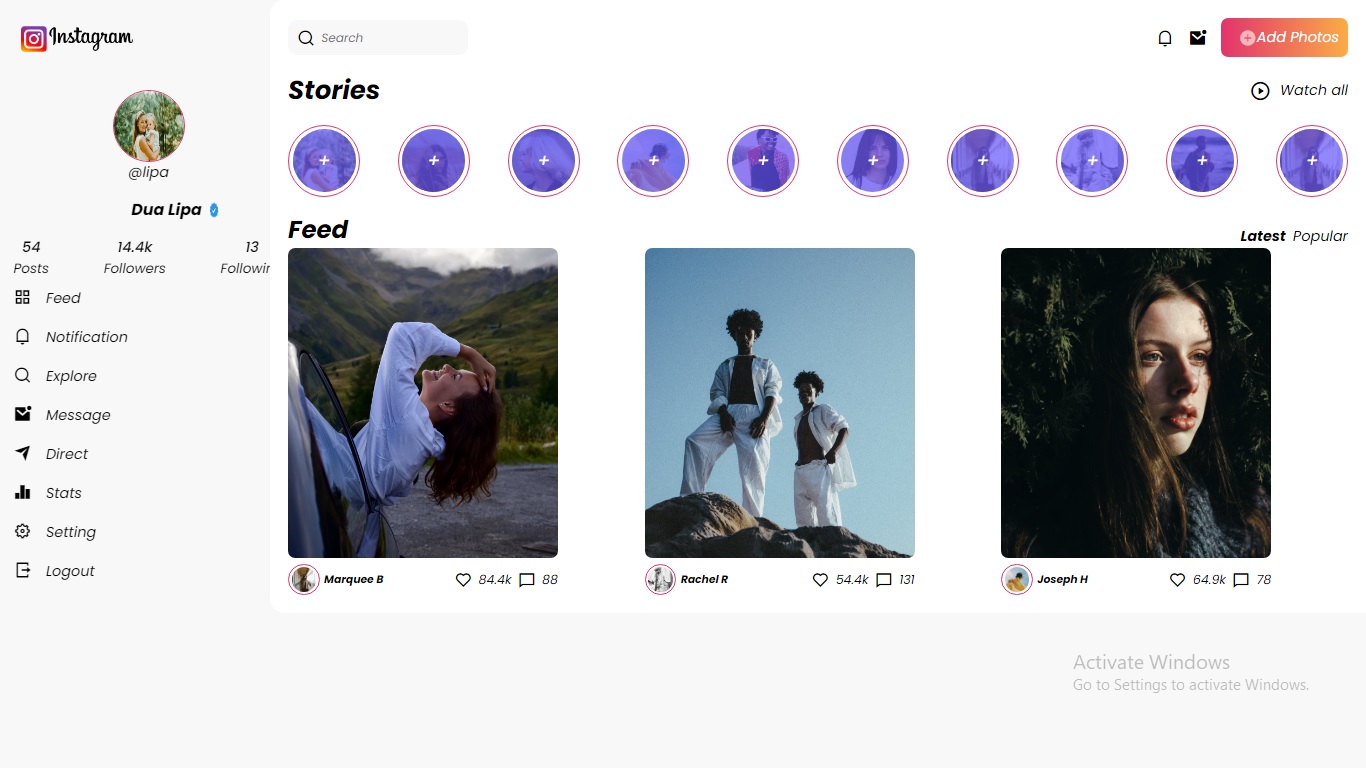 Instagram
@lipa
Dua Lipa
54 14.4k 13
Posts Followers Followin
Feed
Notification
Explore
Message
Direct
Stats
Setting
Logout
Search
Add Photos
Stories
Watch all
+ + + + + + + + + +
Feed
Latest Popular
Marquee B 84.4k 88
Rachel R 54.4k 131
Joseph H 64.9k 78
Activate Windows
Go to Settings to activate Windows.